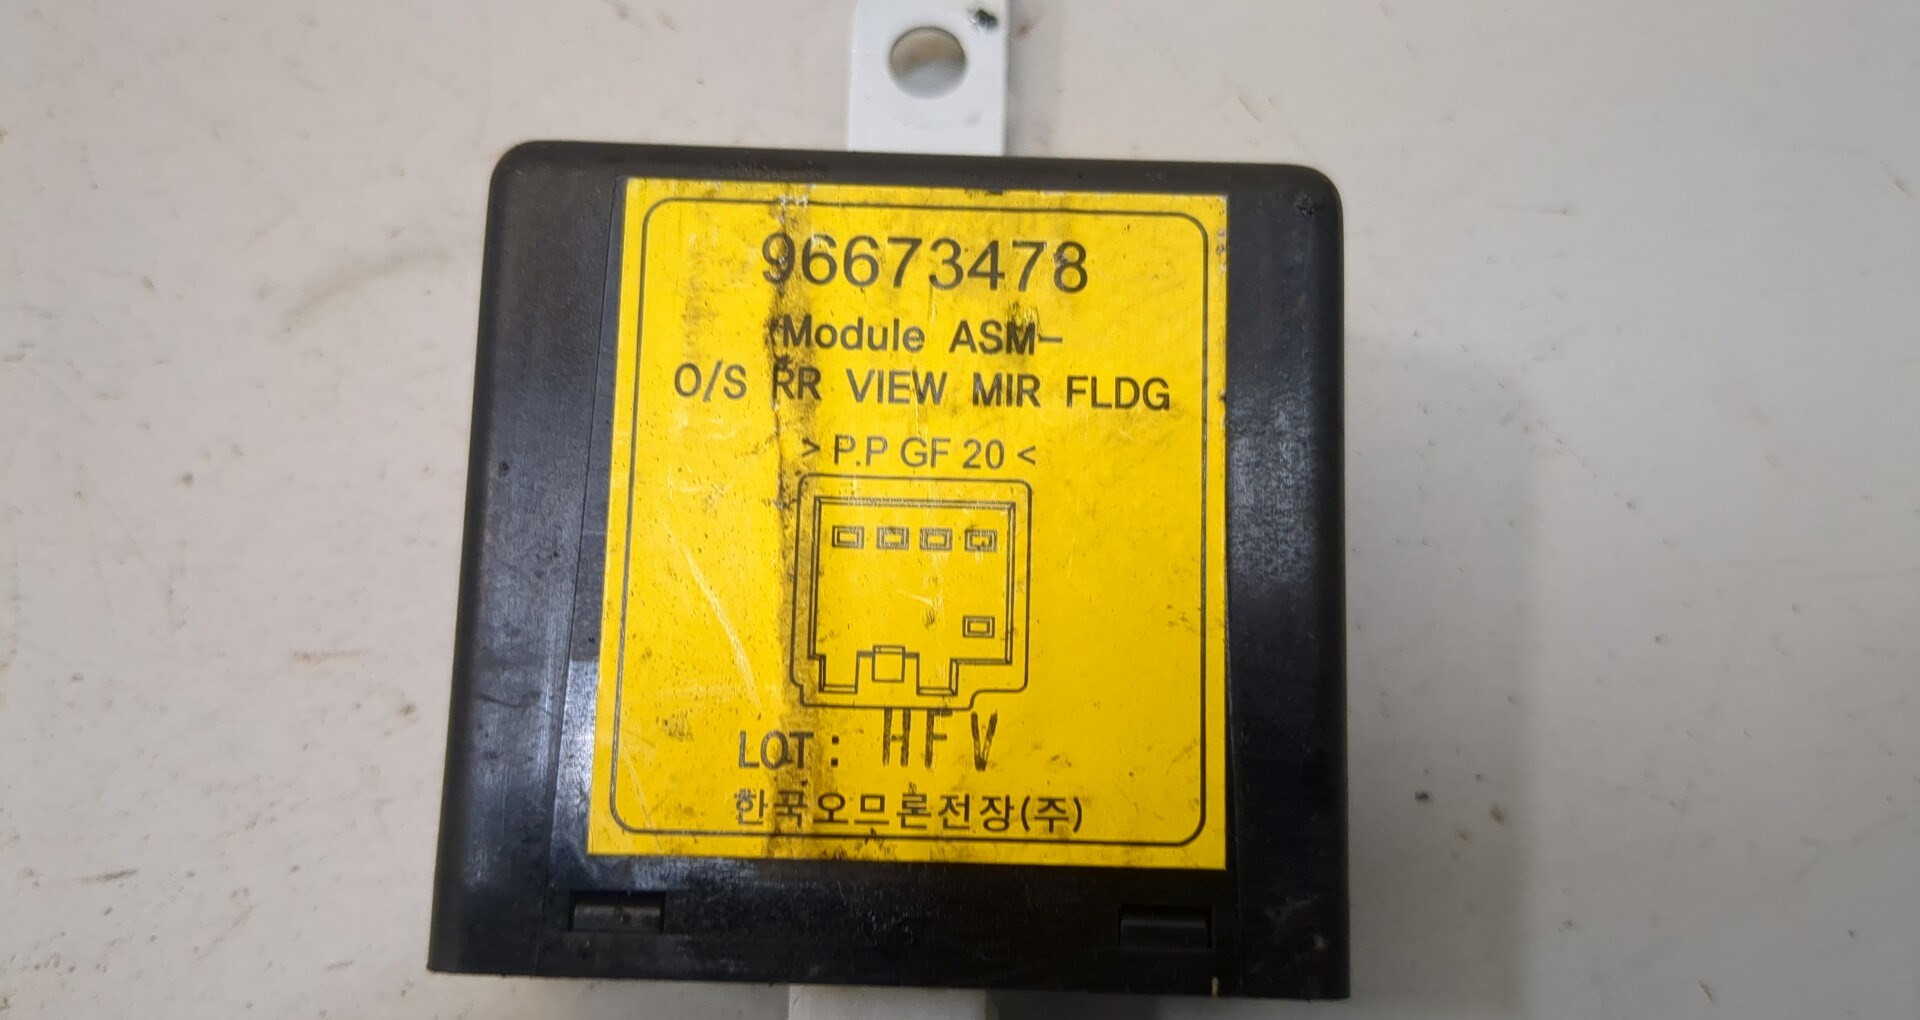 96673478
Module ASM-
O/S RR VIEW MIR FLDG
> P.P GF 20 <
LOT : HFV
한국오므론전장(주)